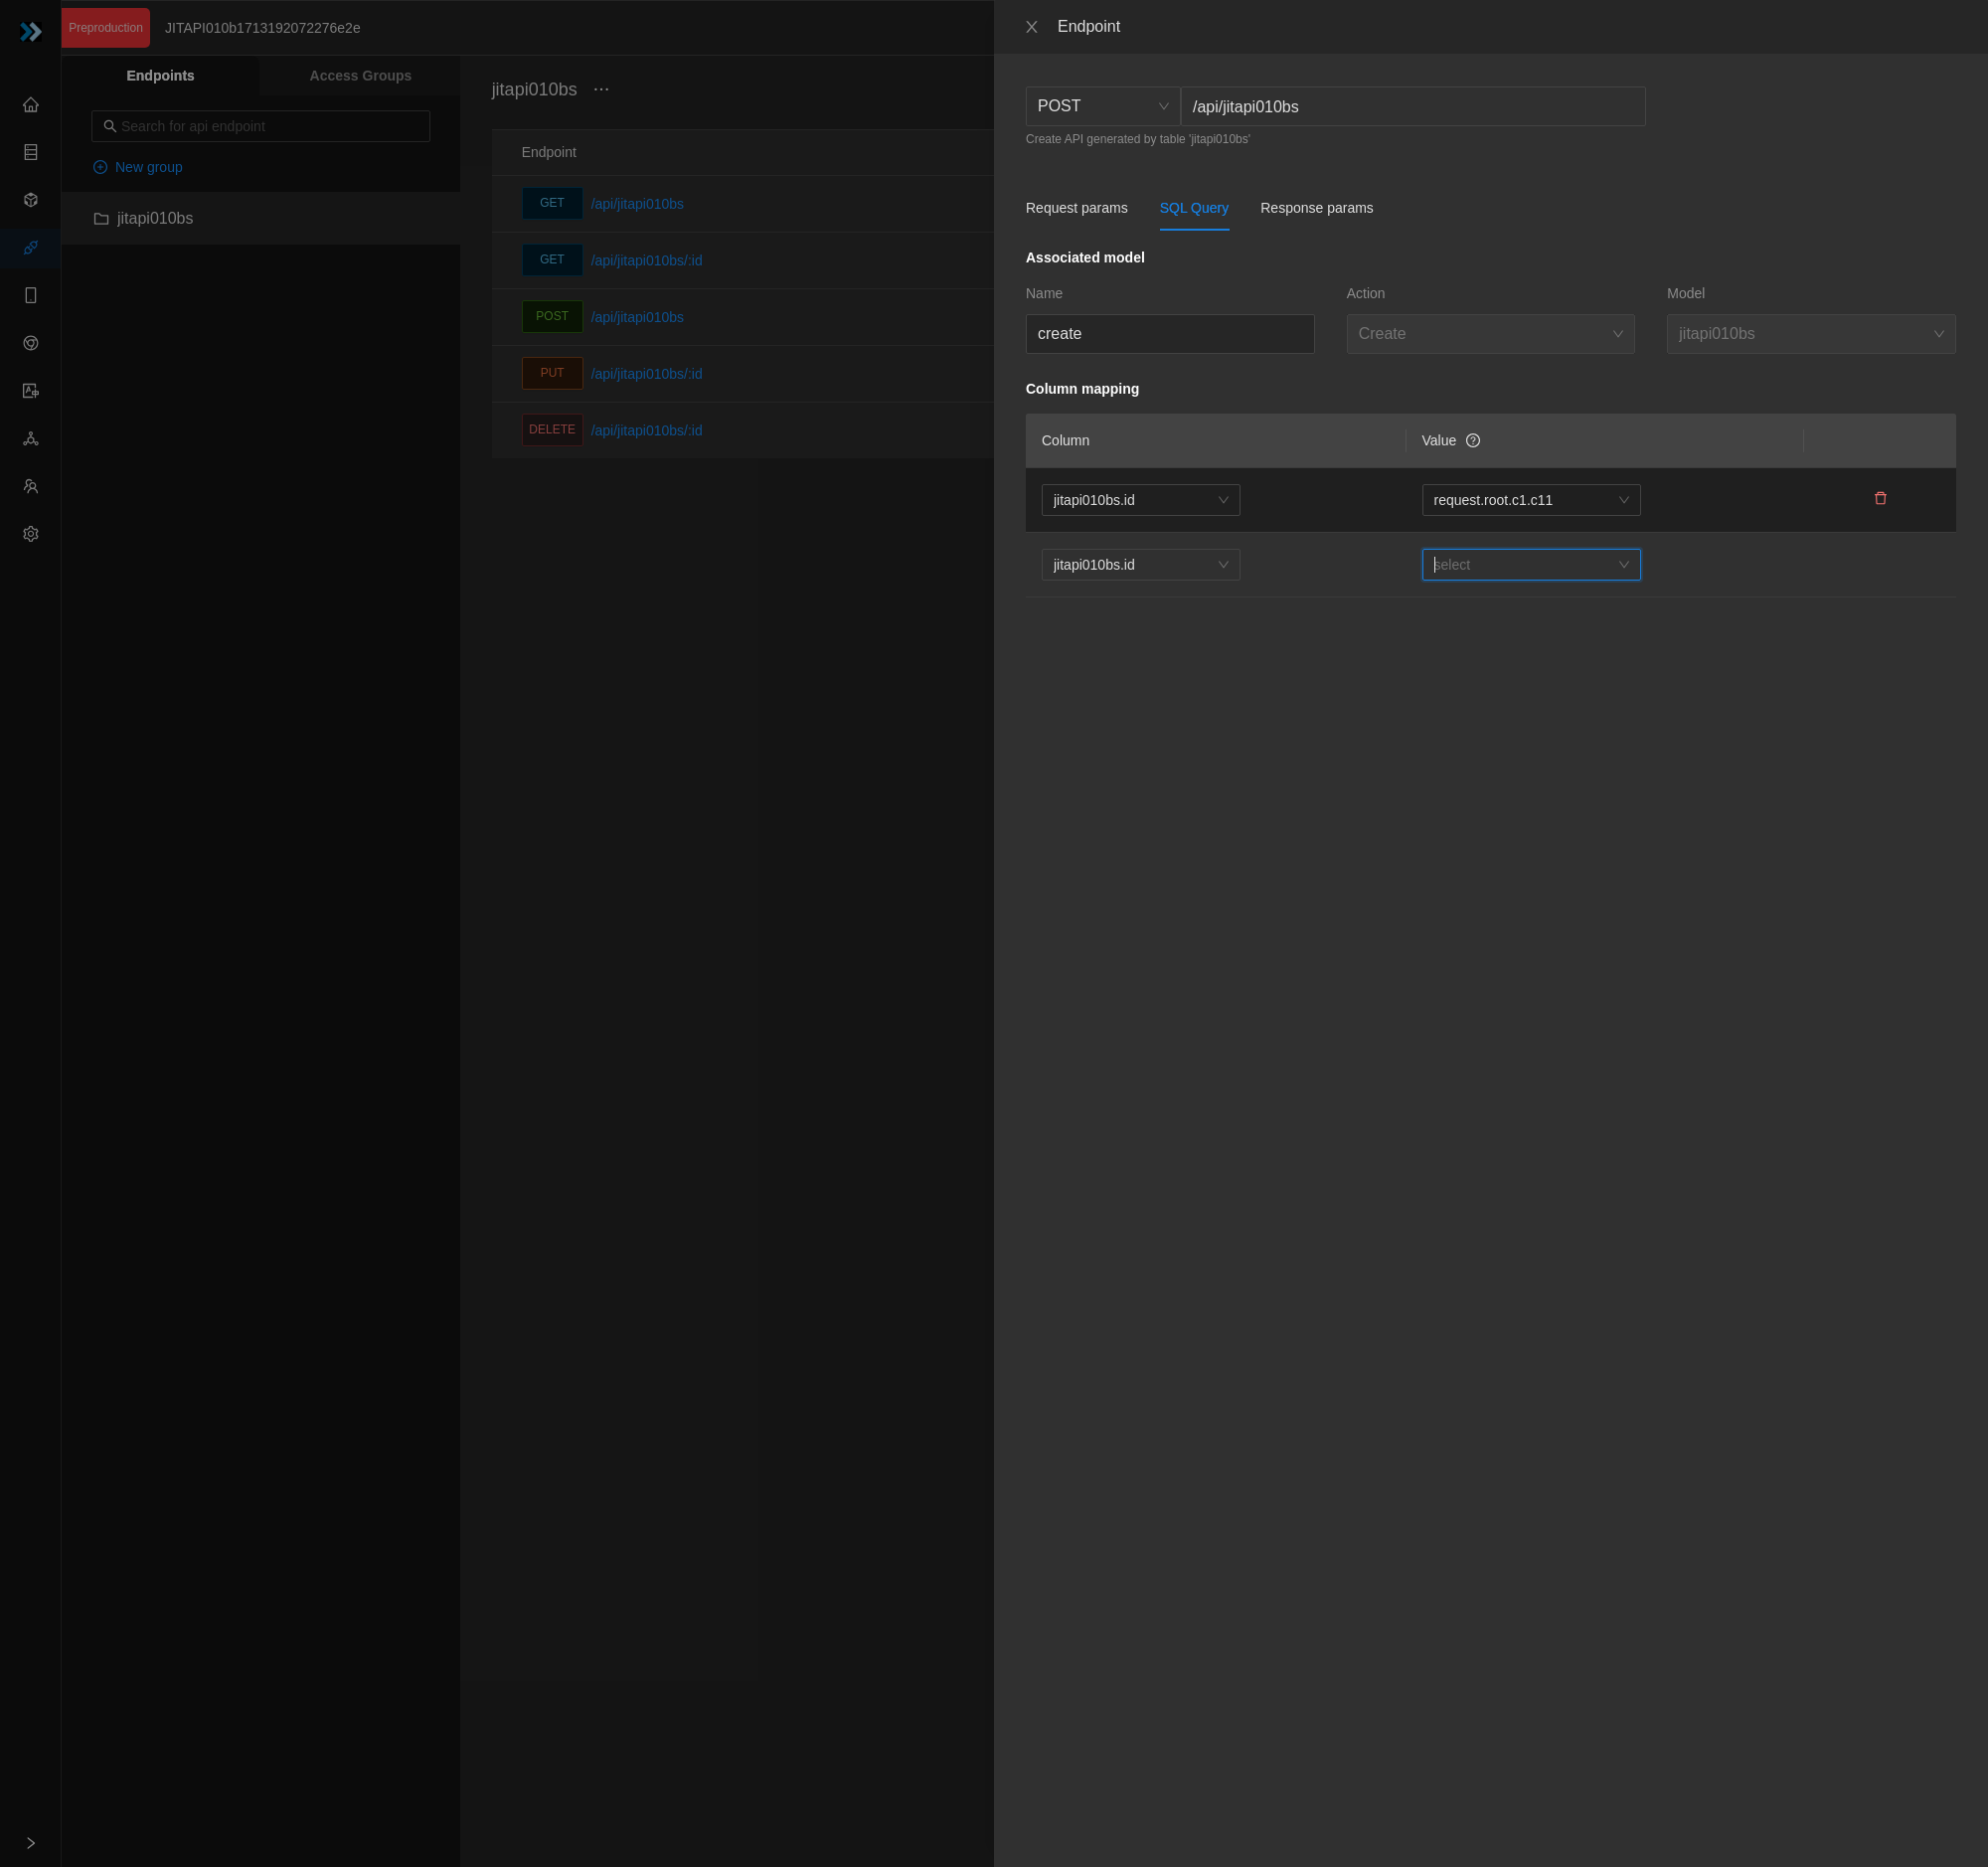 Preproduction
JITAPI010b1713192072276e2e
Endpoints
Access Groups
Search for api endpoint
New group
jitapi010bs
jitapi010bs
Endpoint
GET /api/jitapi010bs
GET /api/jitapi010bs/:id
POST /api/jitapi010bs
PUT /api/jitapi010bs/:id
DELETE /api/jitapi010bs/:id
Endpoint
POST /api/jitapi010bs
Create API generated by table 'jitapi010bs'
Request params SQL Query Response params
Associated model
Name Action Model
create Create jitapi010bs
Column mapping
Column Value
jitapi010bs.id request.root.c1.c11
jitapi010bs.id select